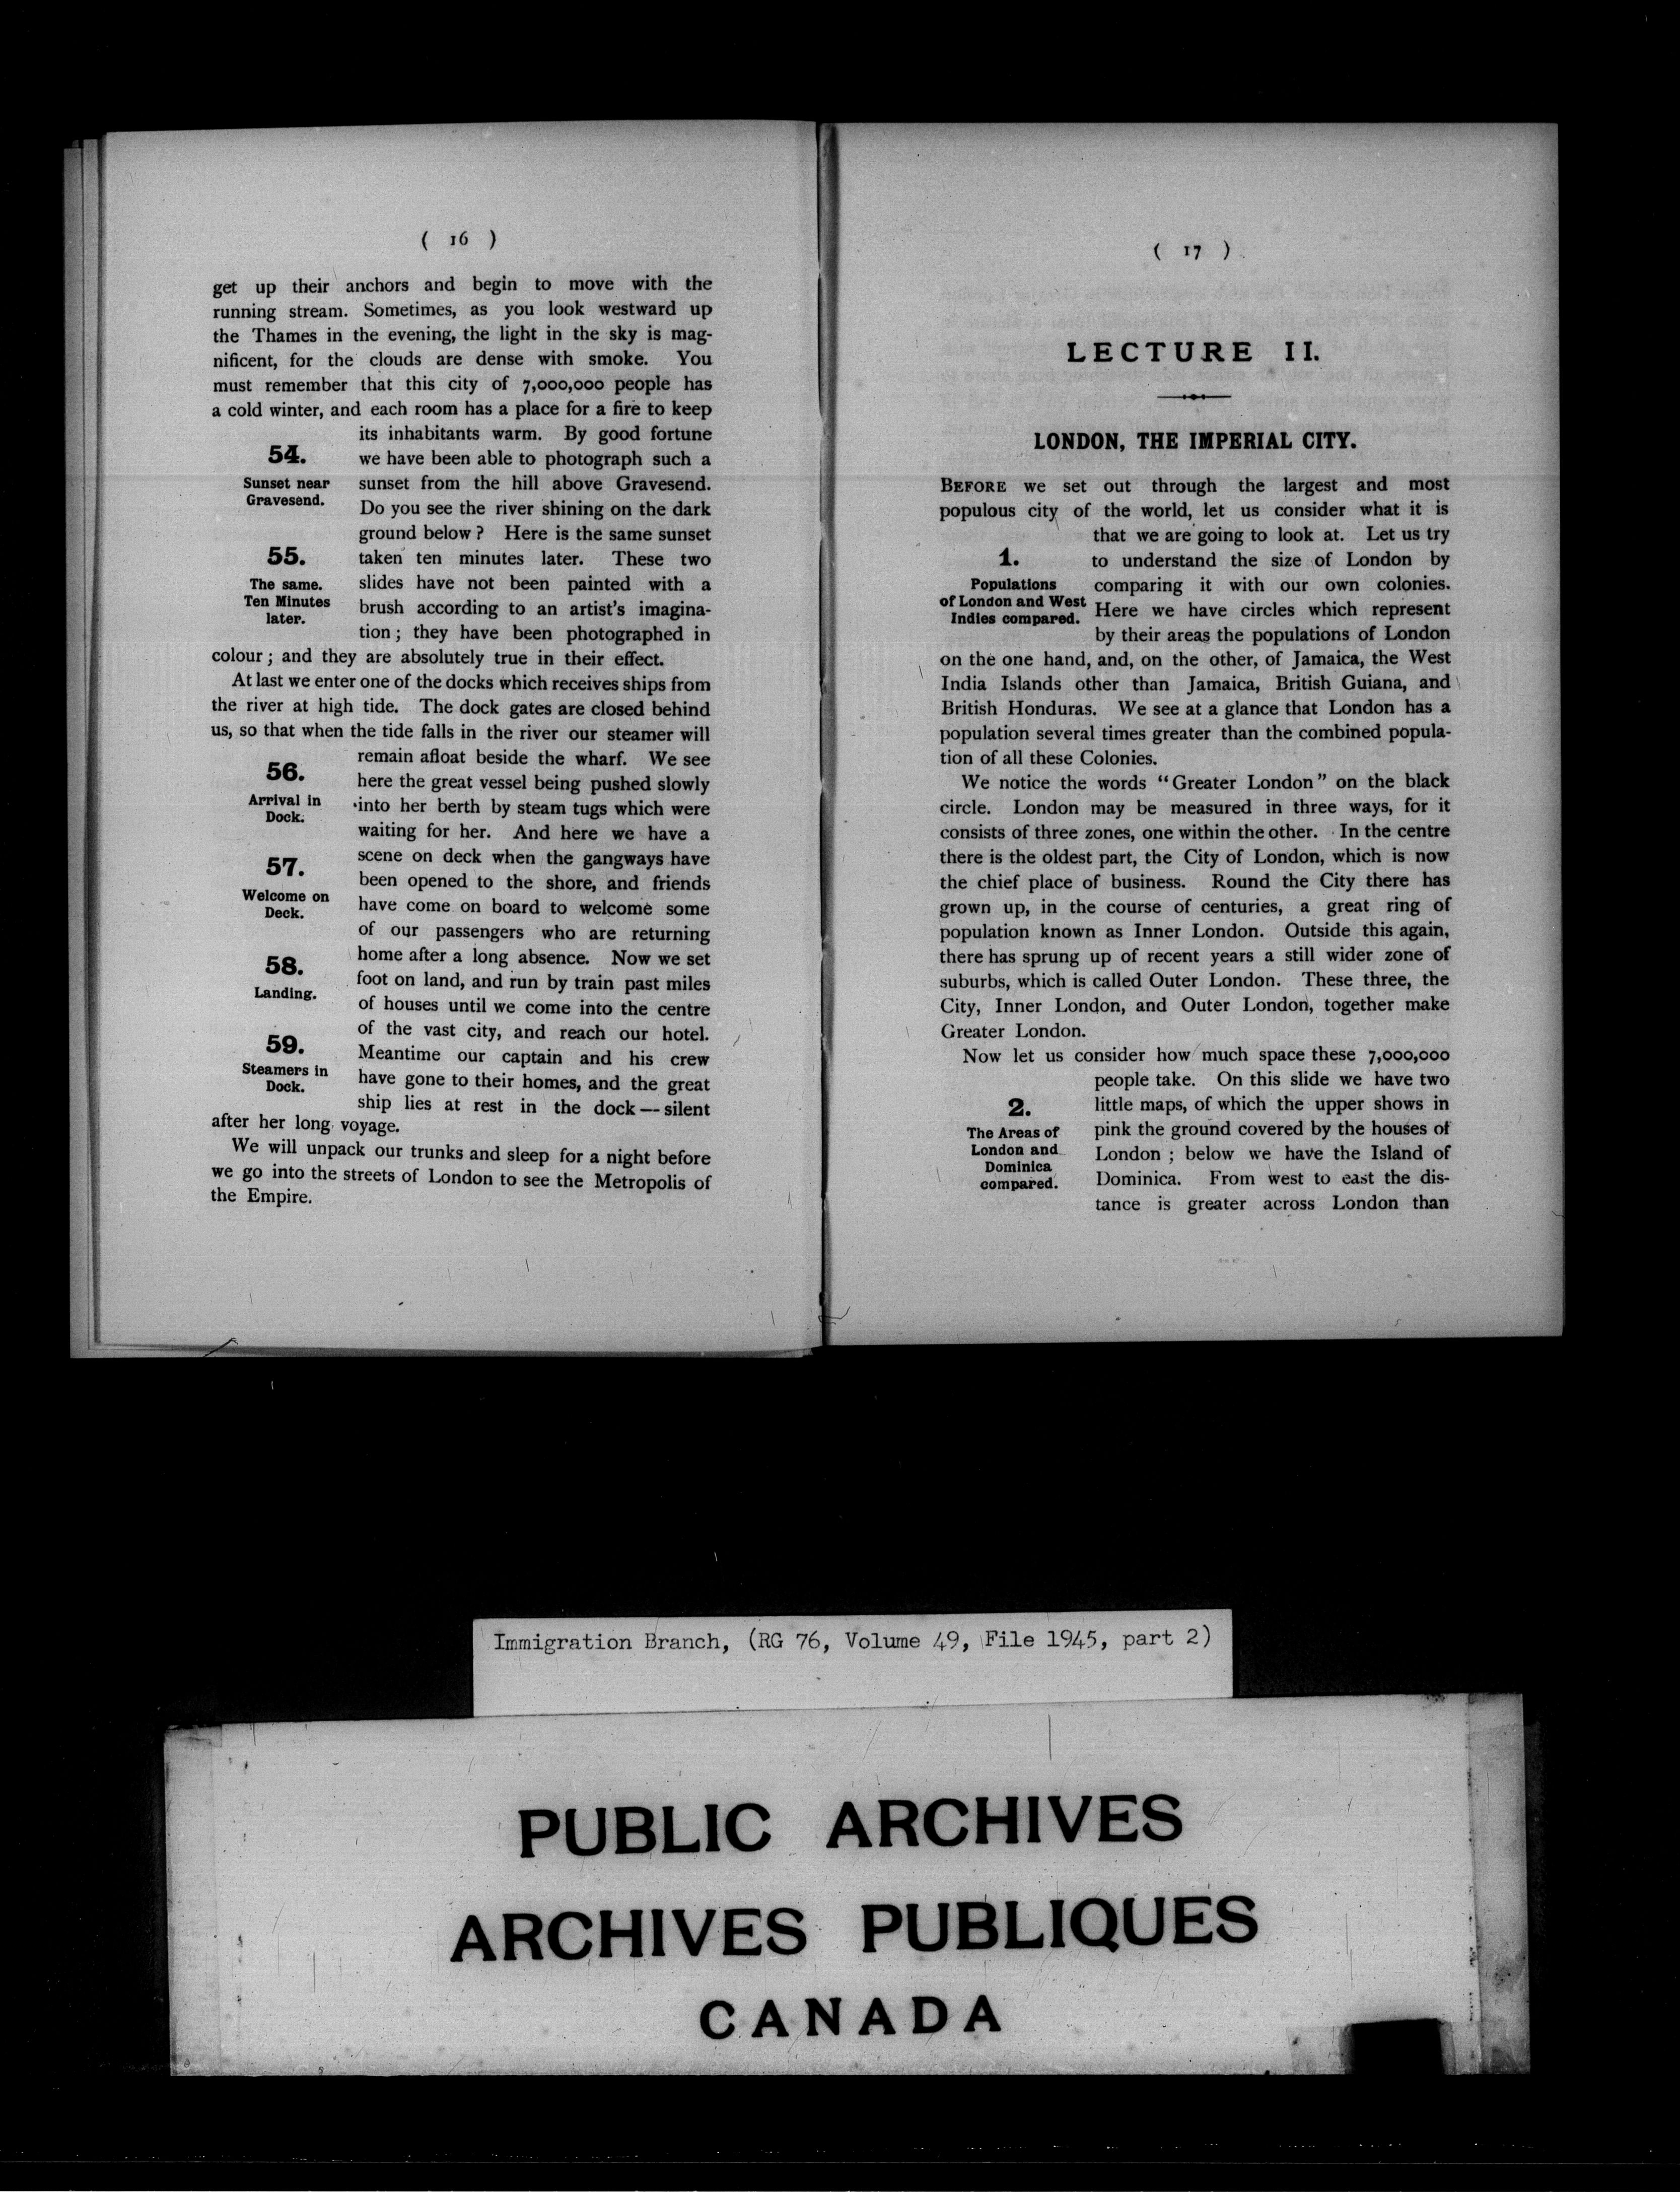 ( 16 )
get up their anchors and begin to move with the
running stream. Sometimes, as you look westward up
the Thames in the evening, the light in the sky is mag-
nificent, for the clouds are dense with smoke. You
must remember that this city of 7,000,000 people has
a cold winter, and each room has a place for a fire to keep
its inhabitants warm. By good fortune
54.
Sunset near
Gravesend.
we have been able to photograph such a
sunset from the hill above Gravesend.
Do you see the river shining on the dark
ground below ? Here is the same sunset
55.
The same.
Ten Minutes
later.
taken ten minutes later. These two
slides have not been painted with a
brush according to an artist's imagina-
tion ; they have been photographed in
colour ; and they are absolutely true in their effect.
At last we enter one of the docks which receives ships from
the river at high tide. The dock gates are closed behind
us, so that when the tide falls in the river our steamer will
remain afloat beside the wharf. We see
56.
Arrival in
Dock.
here the great vessel being pushed slowly
into her berth by steam tugs which were
waiting for her. And here we have a
scene on deck when the gangways have
57.
Welcome on
Deck.
been opened to the shore, and friends
have come on board to welcome some
of our passengers who are returning
home after a long absence. Now we set
58.
Landing.
foot on land, and run by train past miles
of houses until we come into the centre
of the vast city, and reach our hotel.
59.
Steamers in
Dock.
Meantime our captain and his crew
have gone to their homes, and the great
ship lies at rest in the dock — silent
after her long voyage.
We will unpack our trunks and sleep for a night before
we go into the streets of London to see the Metropolis of
the Empire.
( 17 )
LECTURE II.
LONDON, THE IMPERIAL CITY.
BEFORE we set out through the largest and most
populous city of the world, let us consider what it is
that we are going to look at. Let us try
1.
Populations
of London and West
Indies compared.
to understand the size of London by
comparing it with our own colonies.
Here we have circles which represent
by their areas the populations of London
on the one hand, and, on the other, of Jamaica, the West
India Islands other than Jamaica, British Guiana, and
British Honduras. We see at a glance that London has a
population several times greater than the combined popula-
tion of all these Colonies.
We notice the words "Greater London" on the black
circle. London may be measured in three ways, for it
consists of three zones, one within the other. In the centre
there is the oldest part, the City of London, which is now
the chief place of business. Round the City there has
grown up, in the course of centuries, a great ring of
population known as Inner London. Outside this again,
there has sprung up of recent years a still wider zone of
suburbs, which is called Outer London. These three, the
City, Inner London, and Outer London, together make
Greater London.
Now let us consider how much space these 7,000,000
people take. On this slide we have two
2.
The Areas of
London and
Dominica
compared.
little maps, of which the upper shows in
pink the ground covered by the houses of
London ; below we have the Island of
Dominica. From west to east the dis-
tance is greater across London than
Immigration Branch, (RG 76, Volume 49, File 1945, part 2)
PUBLIC ARCHIVES
ARCHIVES PUBLIQUES
CANADA